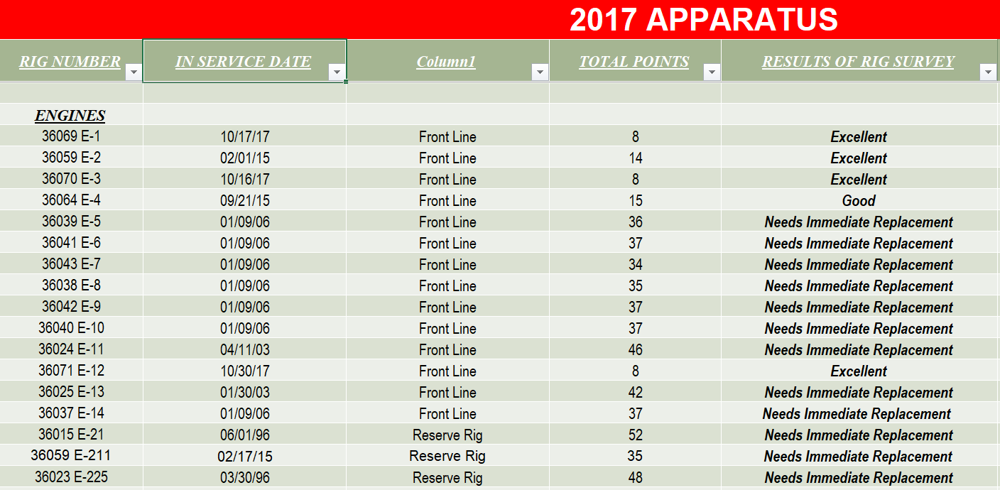 2017 APPARATUS
RIG NUMBER IN SERVICE DATE Column1 TOTAL POINTS RESULTS OF RIG SURVEY
ENGINES
36069 E-1 10/17/17 Front Line 8 Excellent
36059 E-2 02/01/15 Front Line 14 Excellent
36070 E-3 10/16/17 Front Line 8 Excellent
36064 E-4 09/21/15 Front Line 15 Good
36039 E-5 01/09/06 Front Line 36 Needs Immediate Replacement
36041 E-6 01/09/06 Front Line 37 Needs Immediate Replacement
36043 E-7 01/09/06 Front Line 34 Needs Immediate Replacement
36038 E-8 01/09/06 Front Line 35 Needs Immediate Replacement
36042 E-9 01/09/06 Front Line 37 Needs Immediate Replacement
36040 E-10 01/09/06 Front Line 37 Needs Immediate Replacement
36024 E-11 04/11/03 Front Line 46 Needs Immediate Replacement
36071 E-12 10/30/17 Front Line 8 Excellent
36025 E-13 01/30/03 Front Line 42 Needs Immediate Replacement
36037 E-14 01/09/06 Front Line 37 Needs Immediate Replacement
36015 E-21 06/01/96 Reserve Rig 52 Needs Immediate Replacement
36059 E-211 02/17/15 Reserve Rig 35 Needs Immediate Replacement
36023 E-225 03/30/96 Reserve Rig 48 Needs Immediate Replacement